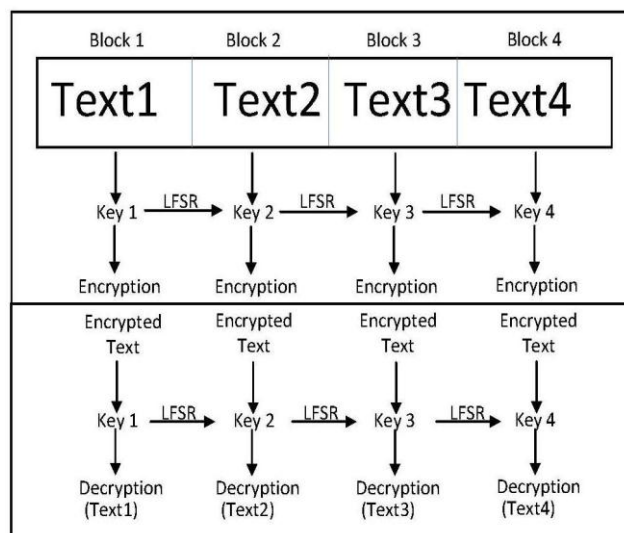 Block 1 Block 2 Block 3 Block 4
Text1 Text2 Text3 Text4
LFSR LFSR LFSR
Key 1 Key 2 Key 3 Key 4
Encryption Encryption Encryption Encryption
Encrypted Encrypted Encrypted Encrypted
Text Text Text Text
LFSR LFSR LFSR
Key 1 Key 2 Key 3 Key 4
Decryption Decryption Decryption Decryption
(Text1) (Text2) (Text3) (Text4)